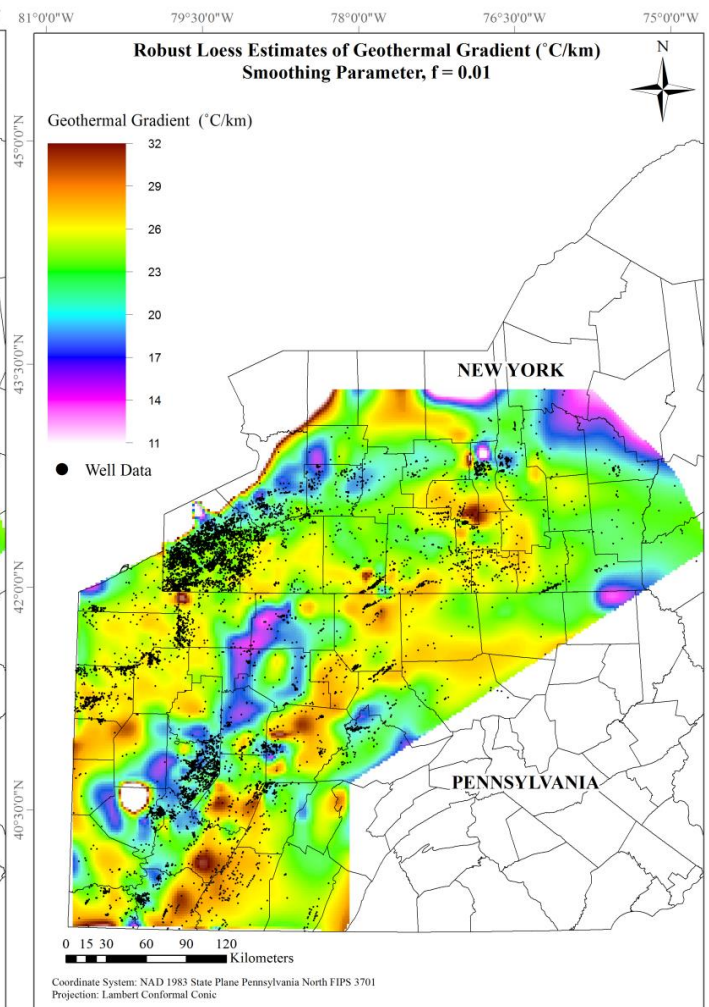 81°0'0"W 79°30'0"W 78°0'0"W 76°30'0"W 75°0'0"W
Robust Loess Estimates of Geothermal Gradient (˚C/km)
Smoothing Parameter, f = 0.01
N
Geothermal Gradient (˚C/km)
32
29
26
23
20
17
14
11
Well Data
45°0'0"N
43°30'0"N
42°0'0"N
40°30'0"N
NEW YORK
PENNSYLVANIA
0 15 30 60 90 120
Kilometers
Coordinate System: NAD 1983 State Plane Pennsylvania North FIPS 3701
Projection: Lambert Conformal Conic